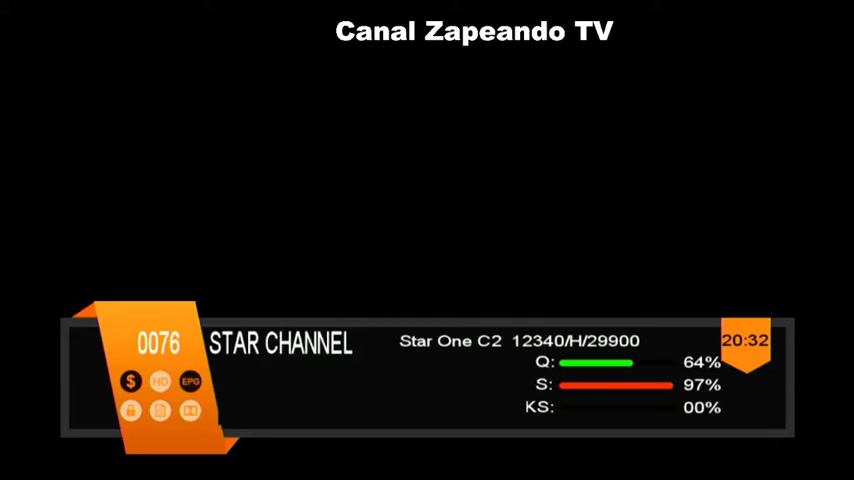 Canal Zapeando TV
0076 STAR CHANNEL
Star One C2 12340/H/29900
20:32
Q: 64%
$ HD EPG
S: 97%
KS: 00%